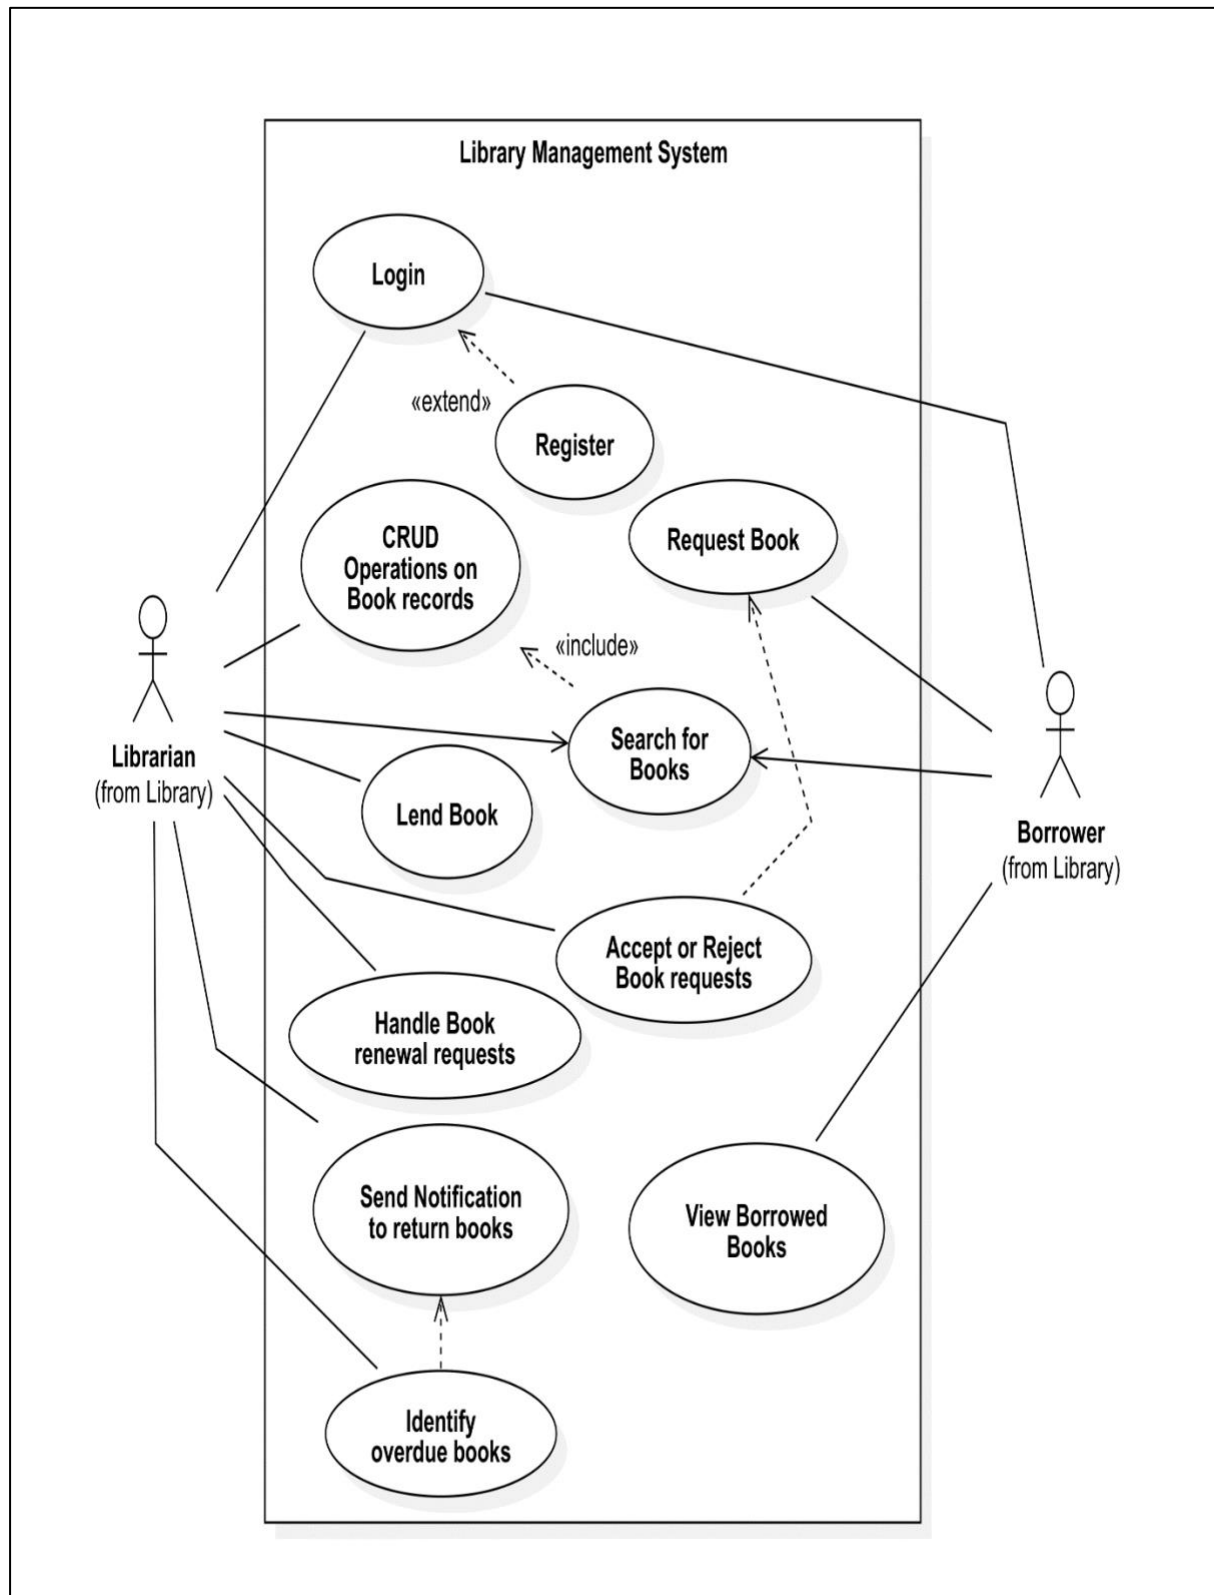 Library Management System
Login
«extend»
Register
CRUD
Operations on
Book records
Request Book
«include»
Search for
Books
Librarian
(from Library)
Lend Book
Borrower
(from Library)
Accept or Reject
Book requests
Handle Book
renewal requests
Send Notification
to return books
View Borrowed
Books
Identify
overdue books